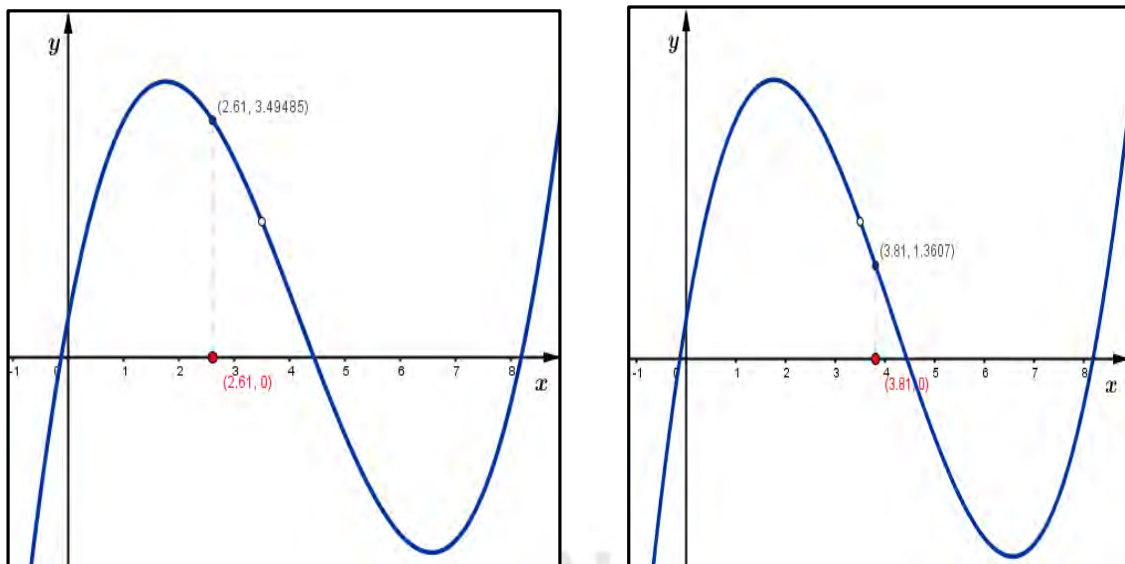 y
(2.61, 3.49485)
-1 0 1 2 3 4 5 6 7 8
x
(2.61, 0)
y
(3.81, 1.3607)
-1 0 1 2 3 4 5 6 7 8
x
(3.81, 0)